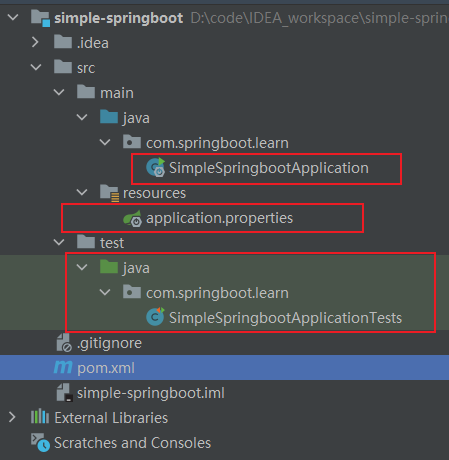 simple-springboot D:\code\IDEA_workspace\simple-sprin
.idea
src
main
java
com.springboot.learn
SimpleSpringbootApplication
resources
application.properties
test
java
com.springboot.learn
SimpleSpringbootApplicationTests
.gitignore
pom.xml
simple-springboot.iml
External Libraries
Scratches and Consoles